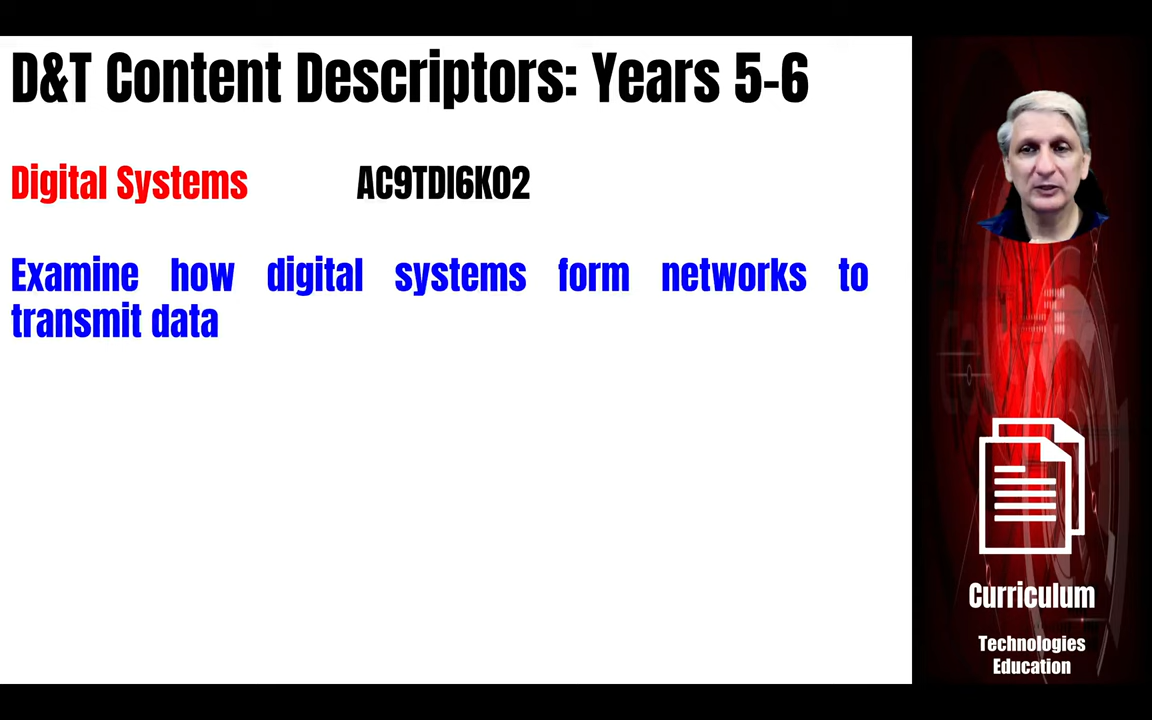 D&T Content Descriptors: Years 5-6
Digital Systems AC9TDI6K02
Examine how digital systems form networks to
transmit data
Curriculum
Technologies
Education